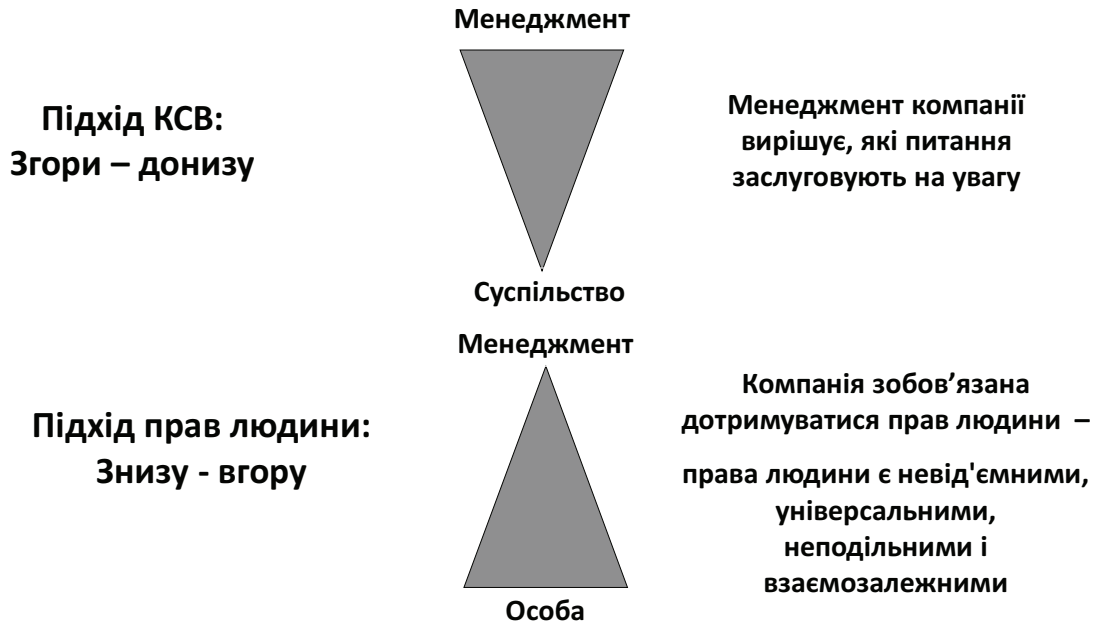 Менеджмент
Підхід КСВ:
Згори – донизу
Менеджмент компанії
вирішує, які питання
заслуговують на увагу
Суспільство
Менеджмент
Підхід прав людини:
Знизу - вгору
Компанія зобов’язана
дотримуватися прав людини –
права людини є невід'ємними,
універсальними,
неподільними і
взаємозалежними
Особа